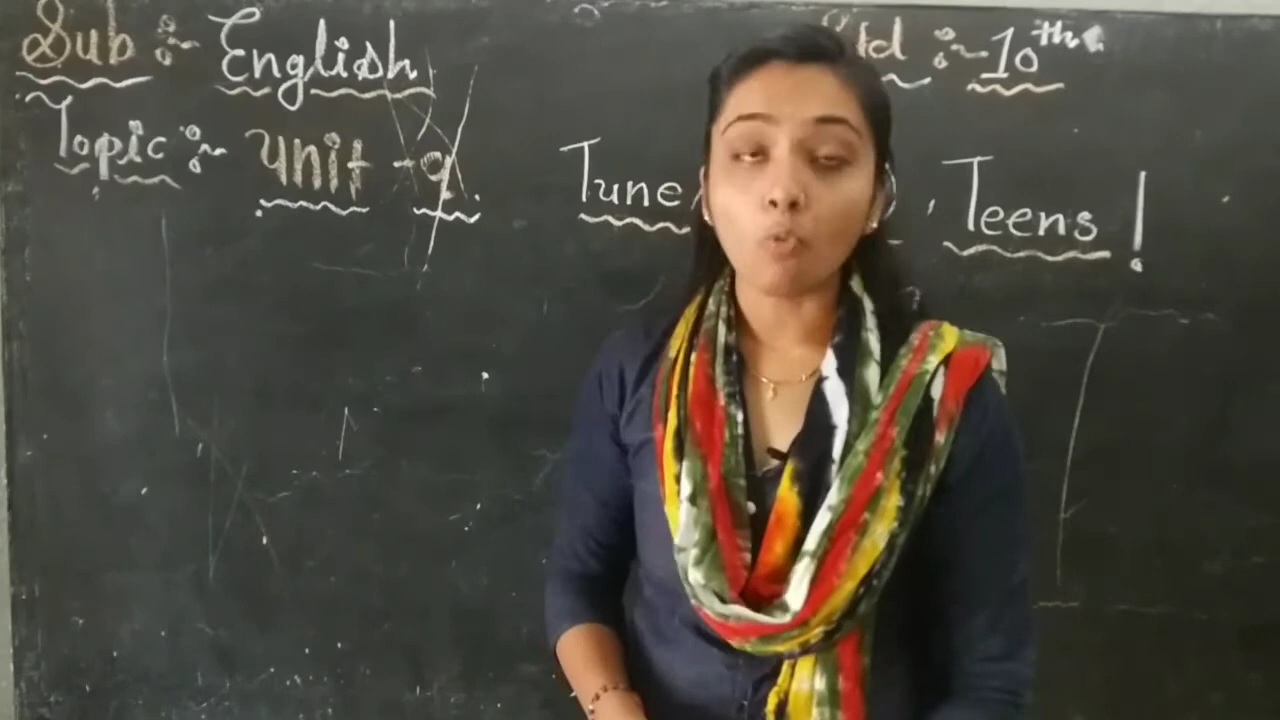 Sub :~ English Std :~ 10th
Topic :~ Unit - 9. Tune , Teens !